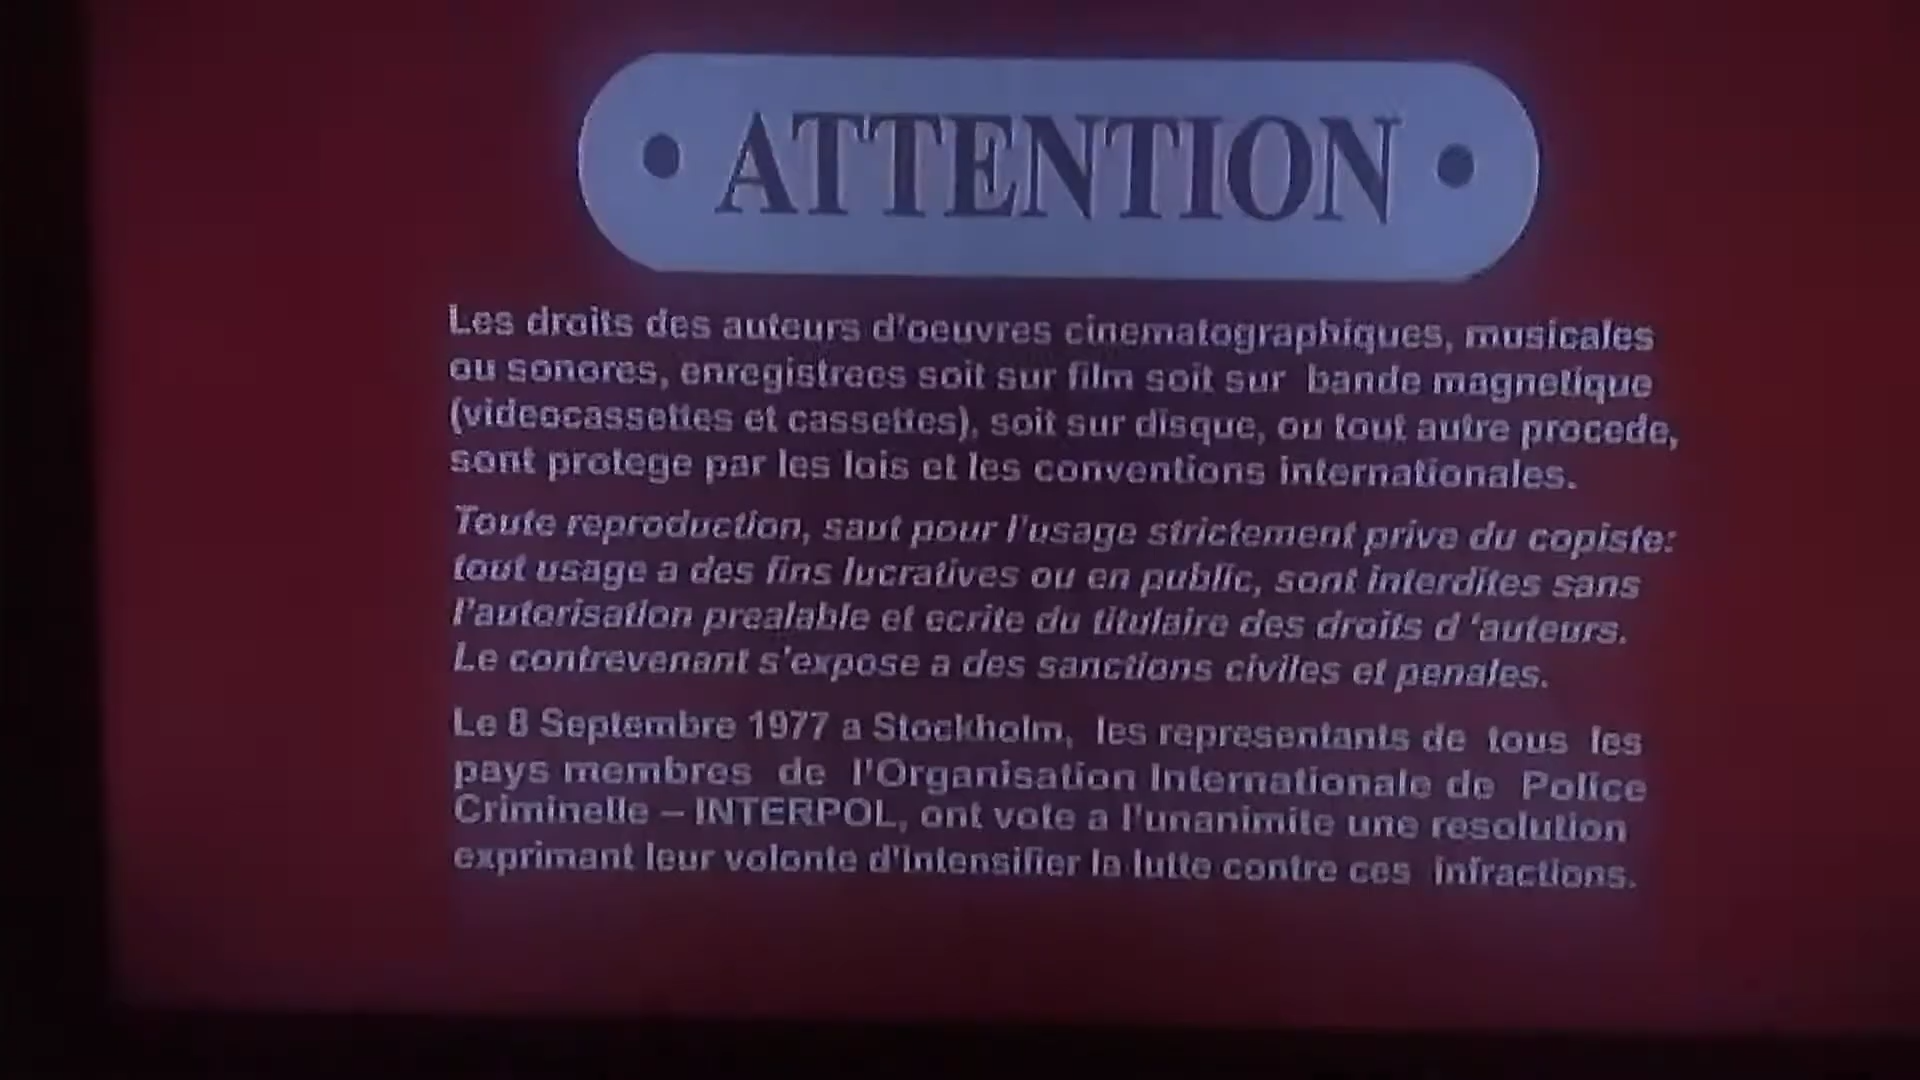 • ATTENTION •
Les droits des auteurs d'oeuvres cinematographiques, musicales
ou sonores, enregistrees soit sur film soit sur bande magnetique
(videocassettes et cassettes), soit sur disque, ou tout autre procede,
sont protege par les lois et les conventions internationales.
Toute reproduction, sauf pour l'usage strictement prive du copiste:
tout usage a des fins lucratives ou en public, sont interdites sans
l'autorisation prealable et ecrite du titulaire des droits d 'auteurs.
Le contrevenant s'expose a des sanctions civiles et penales.
Le 8 Septembre 1977 a Stockholm, les representants de tous les
pays membres de l'Organisation Internationale de Police
Criminelle – INTERPOL, ont vote a l'unanimite une resolution
exprimant leur volonte d'intensifier la lutte contre ces infractions.